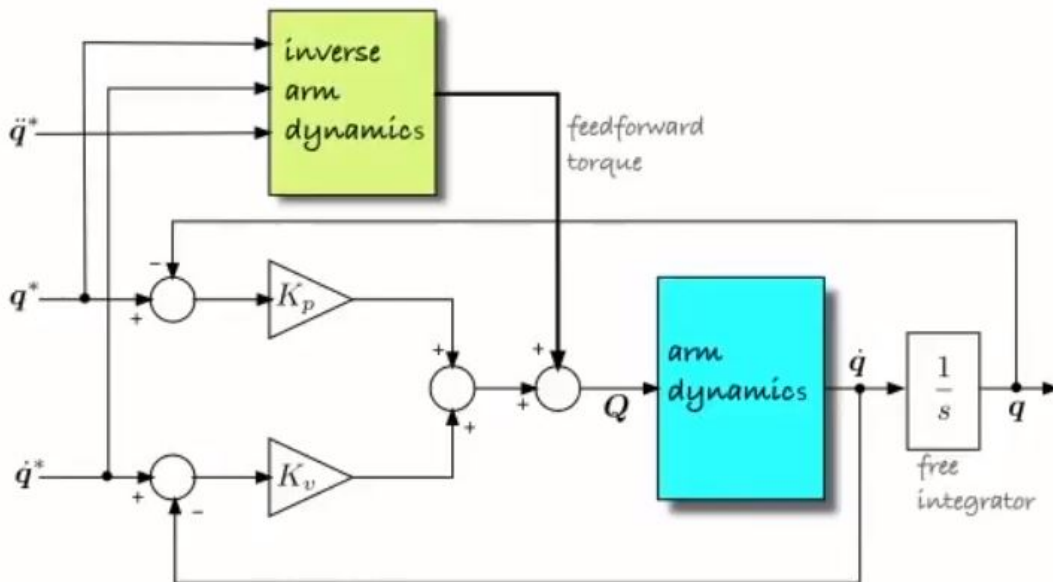 inverse
arm
dynamics
q̈*
feedforward
torque
-
q*
+
Kₚ
+
+
arm
dynamics
q̇
1
s
+
+
Q
q
q̇*
+
-
Kᵥ
free
integrator